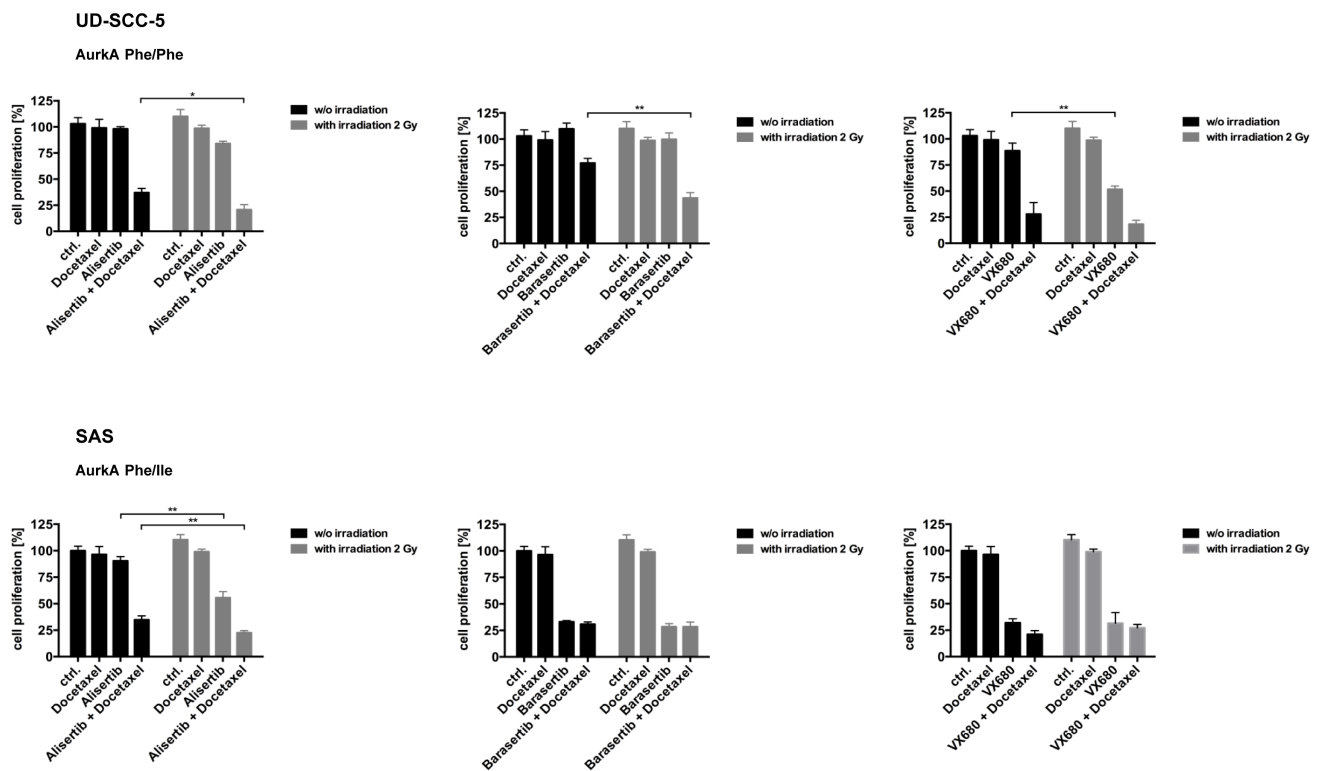 UD-SCC-5
AurkA Phe/Phe
cell proliferation [%]
125
100
75
50
25
0
*
ctrl.
Docetaxel
Alisertib
Alisertib + Docetaxel
ctrl.
Docetaxel
Alisertib
Alisertib + Docetaxel
w/o irradiation
with irradiation 2 Gy
cell proliferation [%]
125
100
75
50
25
0
**
ctrl.
Docetaxel
Barasertib
Barasertib + Docetaxel
ctrl.
Docetaxel
Barasertib
Barasertib + Docetaxel
w/o irradiation
with irradiation 2 Gy
cell proliferation [%]
125
100
75
50
25
0
**
ctrl.
Docetaxel
VX680
VX680 + Docetaxel
ctrl.
Docetaxel
VX680
VX680 + Docetaxel
w/o irradiation
with irradiation 2 Gy
SAS
AurkA Phe/Ile
cell proliferation [%]
125
100
75
50
25
0
**
**
ctrl.
Docetaxel
Alisertib
Alisertib + Docetaxel
ctrl.
Docetaxel
Alisertib
Alisertib + Docetaxel
w/o irradiation
with irradiation 2 Gy
cell proliferation [%]
125
100
75
50
25
0
ctrl.
Docetaxel
Barasertib
Barasertib + Docetaxel
ctrl.
Docetaxel
Barasertib
Barasertib + Docetaxel
w/o irradiation
with irradiation 2 Gy
cell proliferation [%]
125
100
75
50
25
0
ctrl.
Docetaxel
VX680
VX680 + Docetaxel
ctrl.
Docetaxel
VX680
VX680 + Docetaxel
w/o irradiation
with irradiation 2 Gy